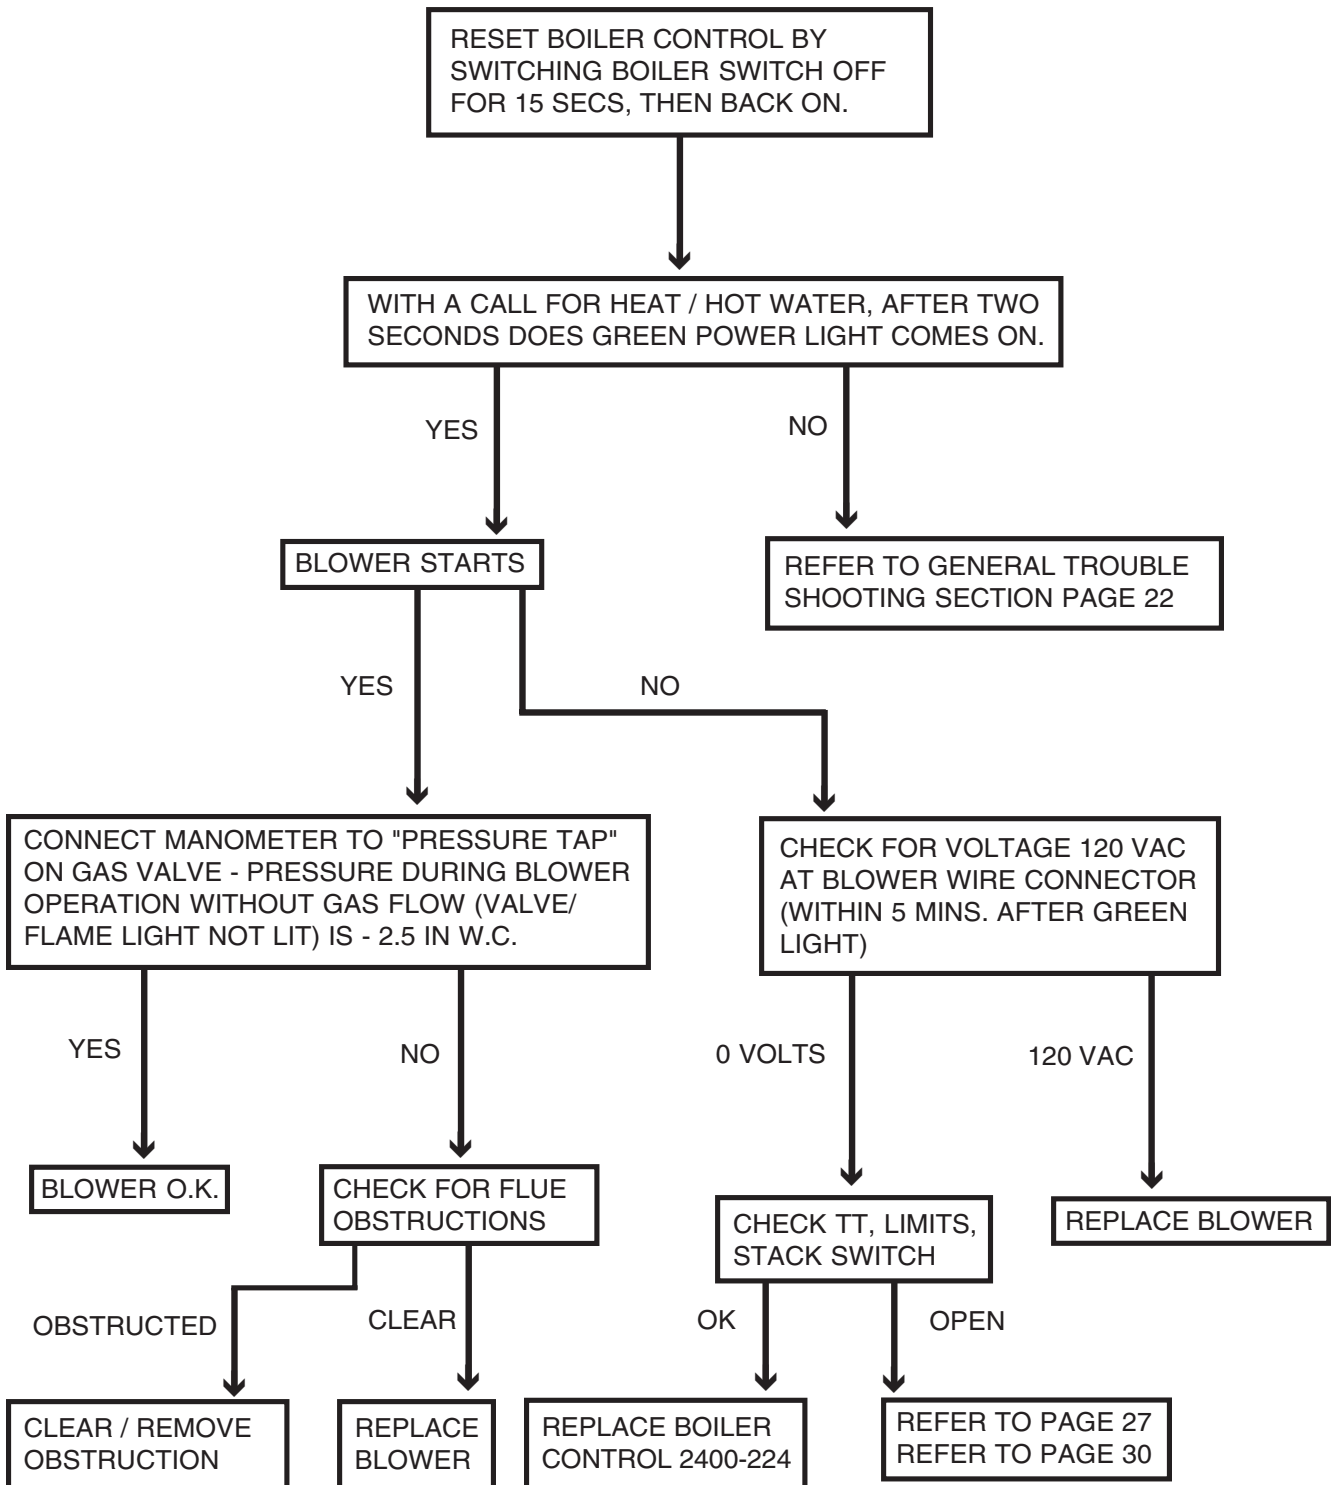 RESET BOILER CONTROL BY
SWITCHING BOILER SWITCH OFF
FOR 15 SECS, THEN BACK ON.
WITH A CALL FOR HEAT / HOT WATER, AFTER TWO
SECONDS DOES GREEN POWER LIGHT COMES ON.
YES
NO
BLOWER STARTS
REFER TO GENERAL TROUBLE
SHOOTING SECTION PAGE 22
YES
NO
CONNECT MANOMETER TO "PRESSURE TAP"
ON GAS VALVE - PRESSURE DURING BLOWER
OPERATION WITHOUT GAS FLOW (VALVE/
FLAME LIGHT NOT LIT) IS - 2.5 IN W.C.
CHECK FOR VOLTAGE 120 VAC
AT BLOWER WIRE CONNECTOR
(WITHIN 5 MINS. AFTER GREEN
LIGHT)
YES
NO
0 VOLTS
120 VAC
BLOWER O.K.
CHECK FOR FLUE
OBSTRUCTIONS
CHECK TT, LIMITS,
STACK SWITCH
REPLACE BLOWER
OBSTRUCTED
CLEAR
OK
OPEN
CLEAR / REMOVE
OBSTRUCTION
REPLACE
BLOWER
REPLACE BOILER
CONTROL 2400-224
REFER TO PAGE 27
REFER TO PAGE 30